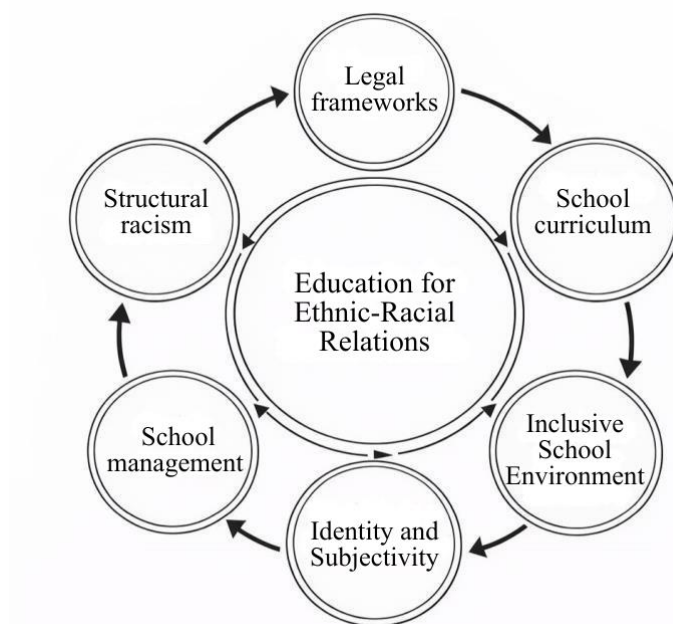 Legal
frameworks
School
curriculum
Inclusive
School
Environment
Identity and
Subjectivity
School
management
Structural
racism
Education for
Ethnic-Racial
Relations